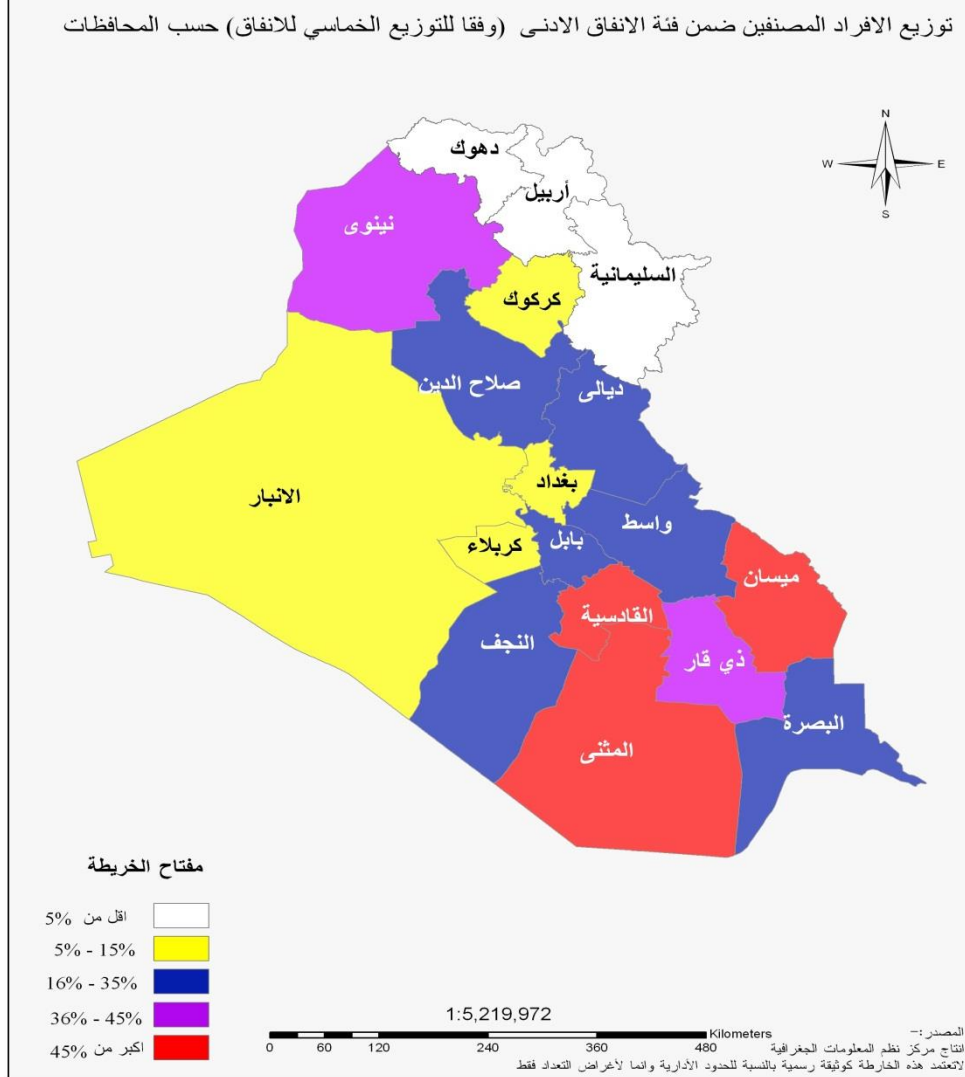 توزيع الافراد المصنفين ضمن فئة الانفاق الادنى (وفقا للتوزيع الخماسي للانفاق) حسب المحافظات
N
W
E
S
دهوك
أربيل
نينوى
السليمانية
كركوك
صلاح الدين
ديالى
بغداد
الانبار
واسط
بابل
كربلاء
ميسان
القادسية
النجف
ذي قار
البصرة
المثنى
مفتاح الخريطة
اقل من 5%
5% - 15%
16% - 35%
36% - 45%
اكبر من 45%
1:5,219,972
Kilometers
0 60 120 240 360 480
المصدر:-
انتاج مركز نظم المعلومات الجغرافية
لاتعتمد هذه الخارطة كوثيقة رسمية بالنسبة للحدود الأدارية وانما لأغراض التعداد فقط